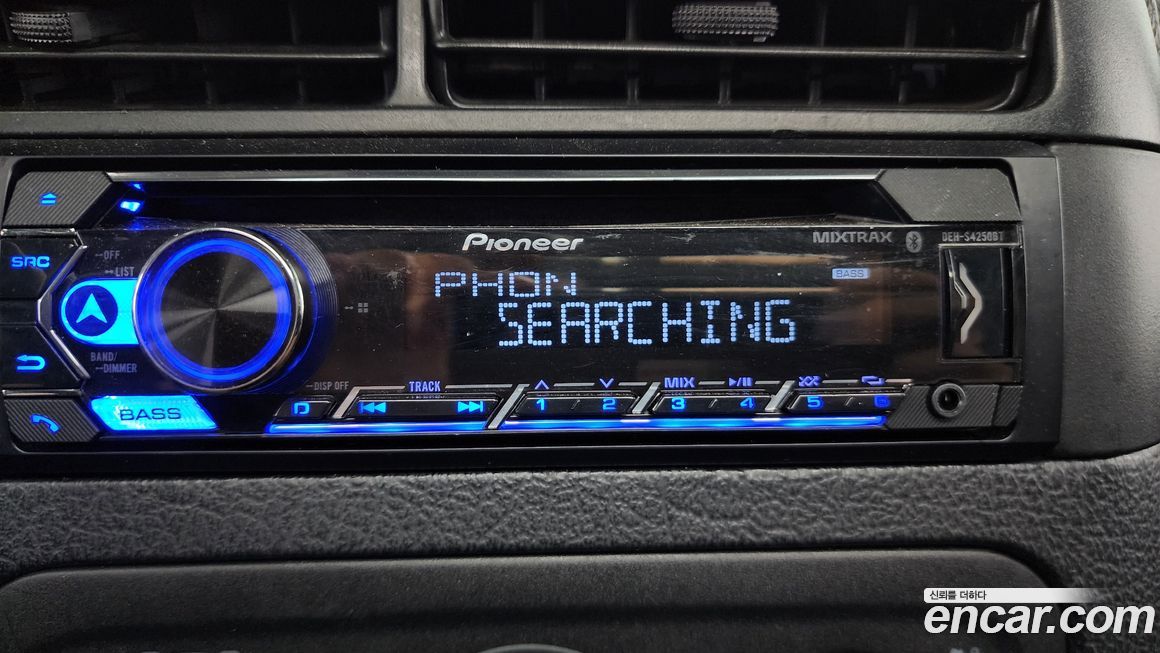 Pioneer
MIXTRAX
DEH-S4250BT
SRC
OFF
LIST
BASS
PHON
SEARCHING
BAND/
DIMMER
DISP OFF
TRACK
MIX
BASS
D
1 / 2
3 / 4
5 / 6
신뢰를 더하다
encar.com